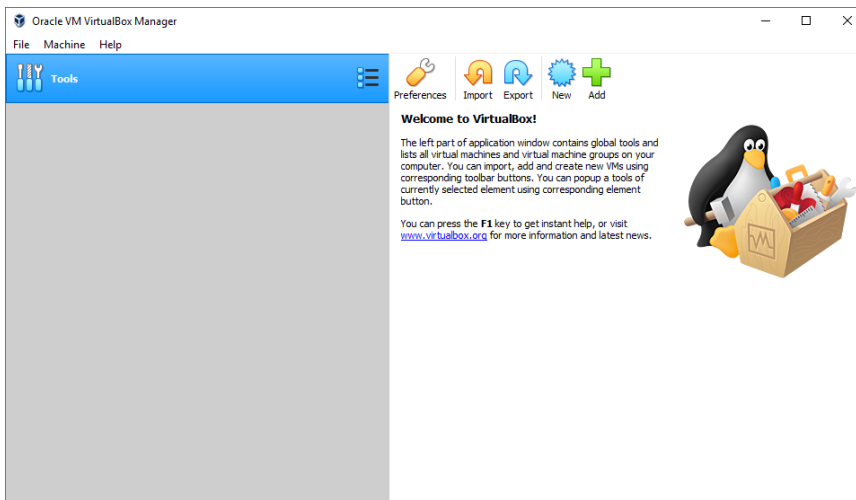 Oracle VM VirtualBox Manager
File Machine Help
Tools
Preferences Import Export New Add
Welcome to VirtualBox!
The left part of application window contains global tools and
lists all virtual machines and virtual machine groups on your
computer. You can import, add and create new VMs using
corresponding toolbar buttons. You can popup a tools of
currently selected element using corresponding element
button.
You can press the F1 key to get instant help, or visit
www.virtualbox.org for more information and latest news.